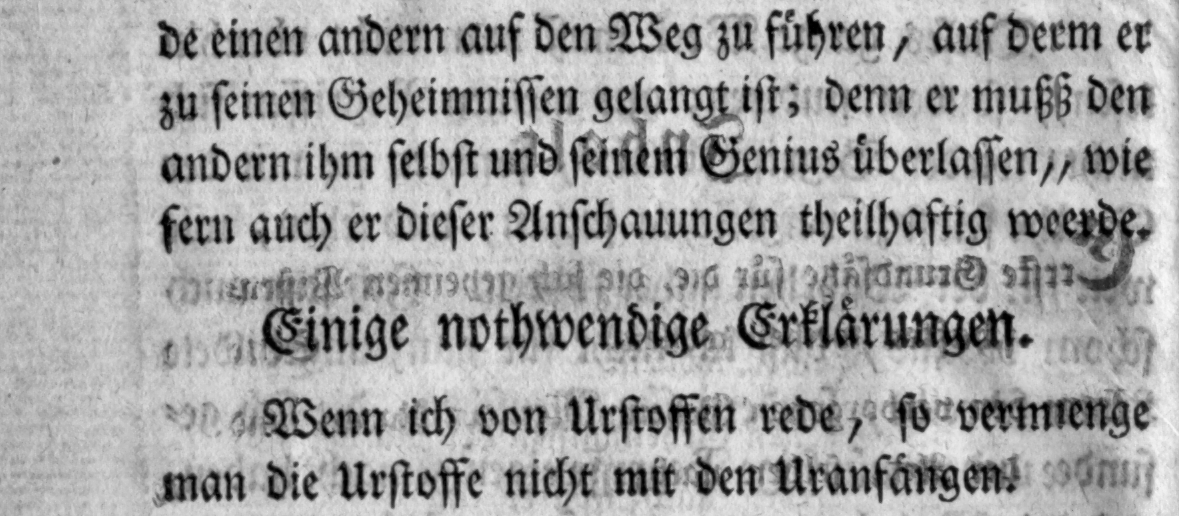 de einen andern auf den Weg zu führen, auf derm er
zu seinen Geheimnissen gelangt ist; denn er mußß den
andern ihm selbst und seinem Genius überlassen,, wie
fern auch er dieser Anschauungen theilhaftig weerde.
Einige nothwendige Erklärungen.
Wenn ich von Urstoffen rede, so vermenge
man die Urstoffe nicht mit den Uranfängen.